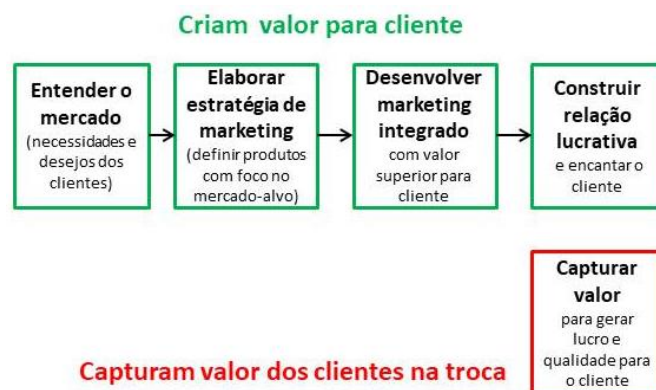 Criam valor para cliente
Entender o
mercado
(necessidades e
desejos dos
clientes)
Elaborar
estratégia de
marketing
(definir produtos
com foco no
mercado-alvo)
Desenvolver
marketing
integrado
com valor
superior para
cliente
Construir
relação
lucrativa
e encantar o
cliente
Capturar
valor
para gerar
lucro e
qualidade para
o cliente
Capturam valor dos clientes na troca